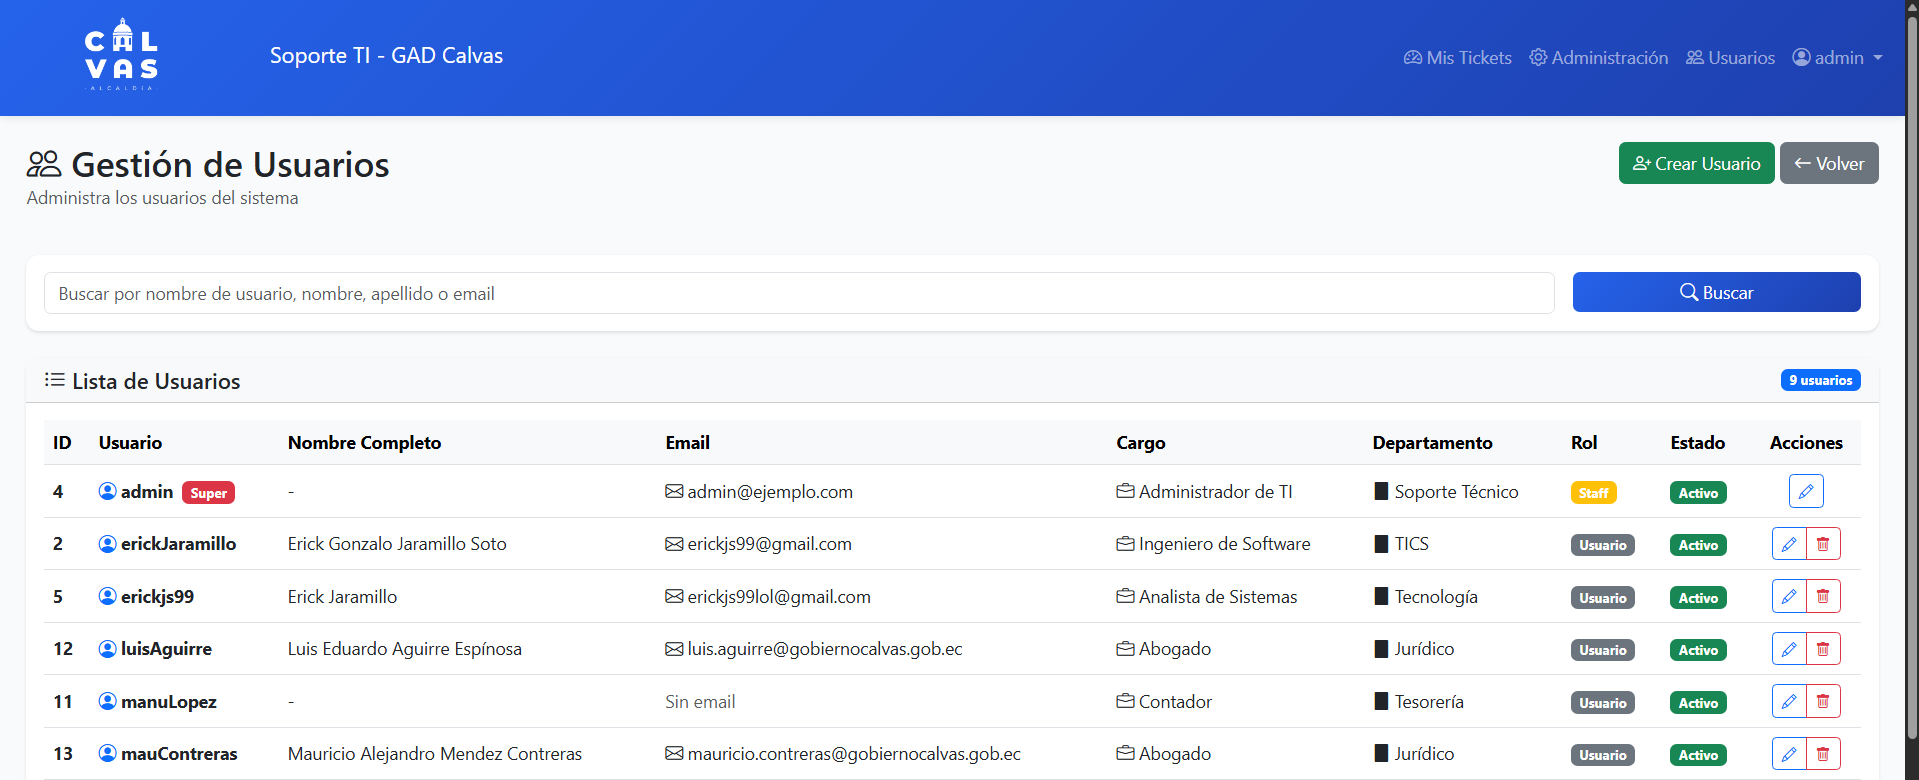 CALVAS
·ALCALDÍA·
Soporte TI - GAD Calvas
Mis Tickets Administración Usuarios admin
Gestión de Usuarios
Administra los usuarios del sistema
Crear Usuario Volver
Buscar por nombre de usuario, nombre, apellido o email
Buscar
Lista de Usuarios
9 usuarios
ID Usuario Nombre Completo Email Cargo Departamento Rol Estado Acciones
4 admin Super - admin@ejemplo.com Administrador de TI Soporte Técnico Staff Activo
2 erickJaramillo Erick Gonzalo Jaramillo Soto erickjs99@gmail.com Ingeniero de Software TICS Usuario Activo
5 erickjs99 Erick Jaramillo erickjs99lol@gmail.com Analista de Sistemas Tecnología Usuario Activo
12 luisAguirre Luis Eduardo Aguirre Espínosa luis.aguirre@gobiernocalvas.gob.ec Abogado Jurídico Usuario Activo
11 manuLopez - Sin email Contador Tesorería Usuario Activo
13 mauContreras Mauricio Alejandro Mendez Contreras mauricio.contreras@gobiernocalvas.gob.ec Abogado Jurídico Usuario Activo